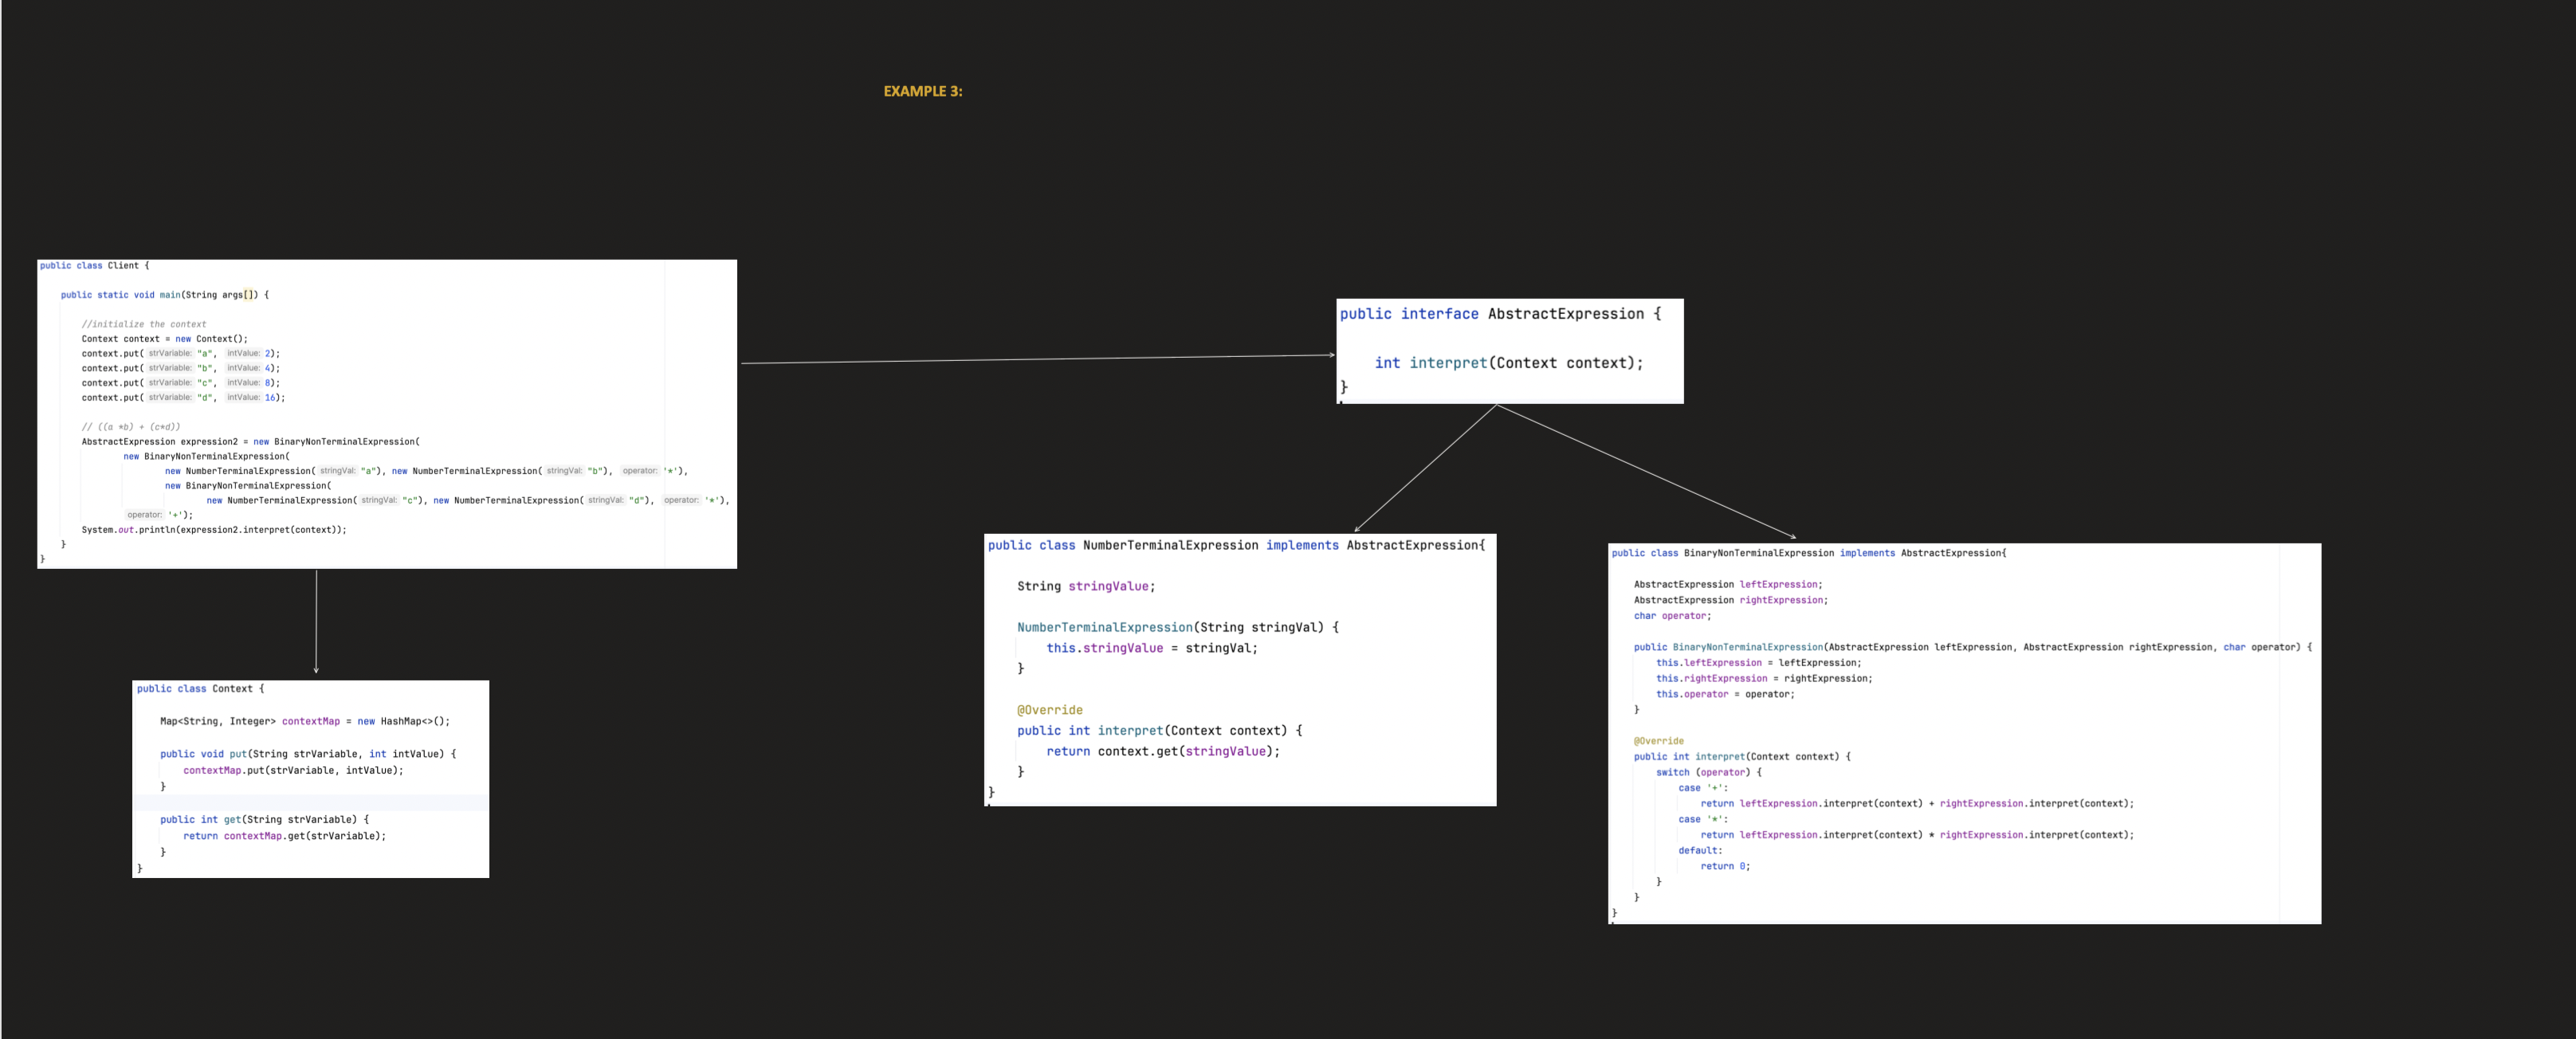 EXAMPLE 3:
public class Client {
public static void main(String args[]) {
//initialize the context
Context context = new Context();
context.put( strVariable: "a", intValue: 2);
context.put( strVariable: "b", intValue: 4);
context.put( strVariable: "c", intValue: 8);
context.put( strVariable: "d", intValue: 16);
// ((a *b) + (c*d))
AbstractExpression expression2 = new BinaryNonTerminalExpression(
new BinaryNonTerminalExpression(
new NumberTerminalExpression( stringVal: "a"), new NumberTerminalExpression( stringVal: "b"), operator: '*'),
new BinaryNonTerminalExpression(
new NumberTerminalExpression( stringVal: "c"), new NumberTerminalExpression( stringVal: "d"), operator: '*'),
operator: '+');
System.out.println(expression2.interpret(context));
}
}
public class Context {
Map<String, Integer> contextMap = new HashMap<>();
public void put(String strVariable, int intValue) {
contextMap.put(strVariable, intValue);
}
public int get(String strVariable) {
return contextMap.get(strVariable);
}
}
public interface AbstractExpression {
int interpret(Context context);
}
public class NumberTerminalExpression implements AbstractExpression{
String stringValue;
NumberTerminalExpression(String stringVal) {
this.stringValue = stringVal;
}
@Override
public int interpret(Context context) {
return context.get(stringValue);
}
}
public class BinaryNonTerminalExpression implements AbstractExpression{
AbstractExpression leftExpression;
AbstractExpression rightExpression;
char operator;
public BinaryNonTerminalExpression(AbstractExpression leftExpression, AbstractExpression rightExpression, char operator) {
this.leftExpression = leftExpression;
this.rightExpression = rightExpression;
this.operator = operator;
}
@Override
public int interpret(Context context) {
switch (operator) {
case '+':
return leftExpression.interpret(context) + rightExpression.interpret(context);
case '*':
return leftExpression.interpret(context) * rightExpression.interpret(context);
default:
return 0;
}
}
}